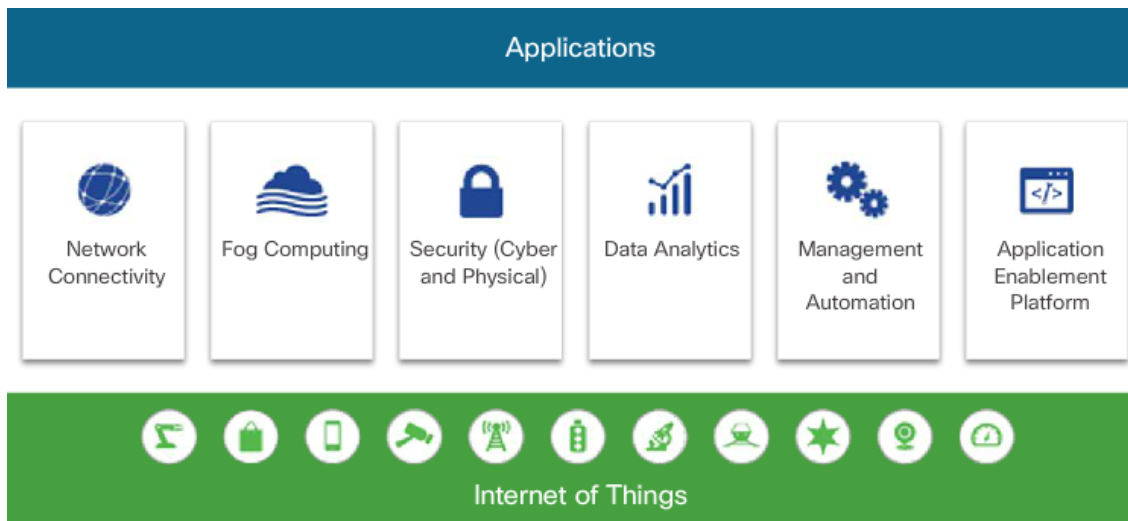 Applications
Network
Connectivity
Fog Computing
Security (Cyber
and Physical)
Data Analytics
Management
and
Automation
</>
Application
Enablement
Platform
Internet of Things